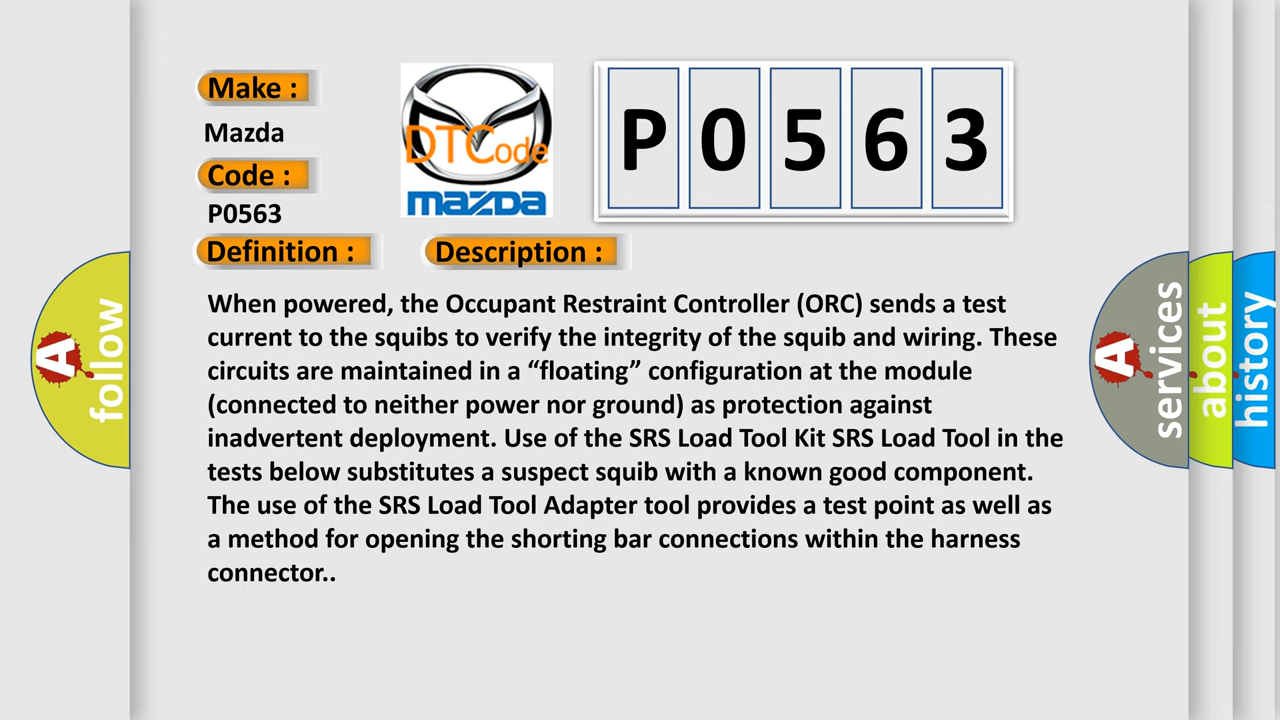 Make :
Mazda
Code :
P0563
DTCode
mazda
P0563
Definition :
Description :
When powered, the Occupant Restraint Controller (ORC) sends a test
current to the squibs to verify the integrity of the squib and wiring. These
circuits are maintained in a “floating” configuration at the module
(connected to neither power nor ground) as protection against
inadvertent deployment. Use of the SRS Load Tool Kit SRS Load Tool in the
tests below substitutes a suspect squib with a known good component.
The use of the SRS Load Tool Adapter tool provides a test point as well as
a method for opening the shorting bar connections within the harness
connector..
A follow
A services
about
history